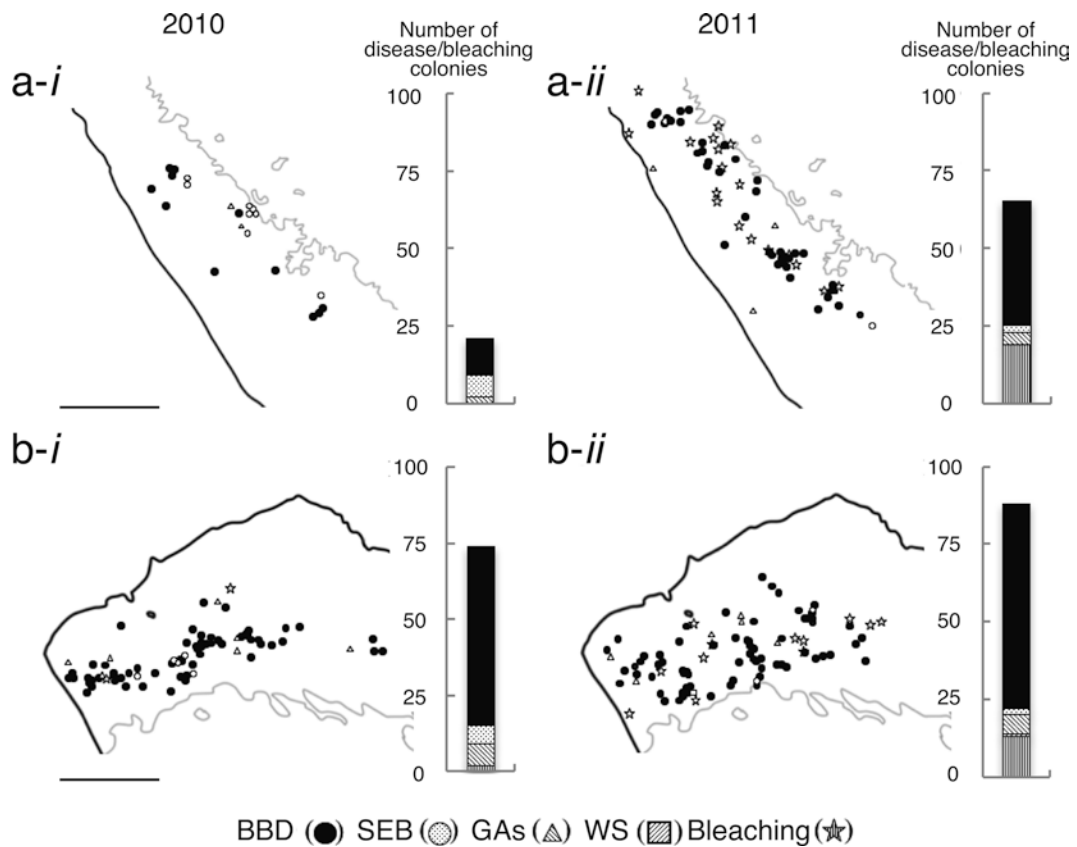 2010
2011
Number of
disease/bleaching
colonies
Number of
disease/bleaching
colonies
a-i
100
75
50
25
0
a-ii
100
75
50
25
0
b-i
100
75
50
25
0
b-ii
100
75
50
25
0
BBD ( ) SEB ( ) GAs ( ) WS ( ) Bleaching ( )